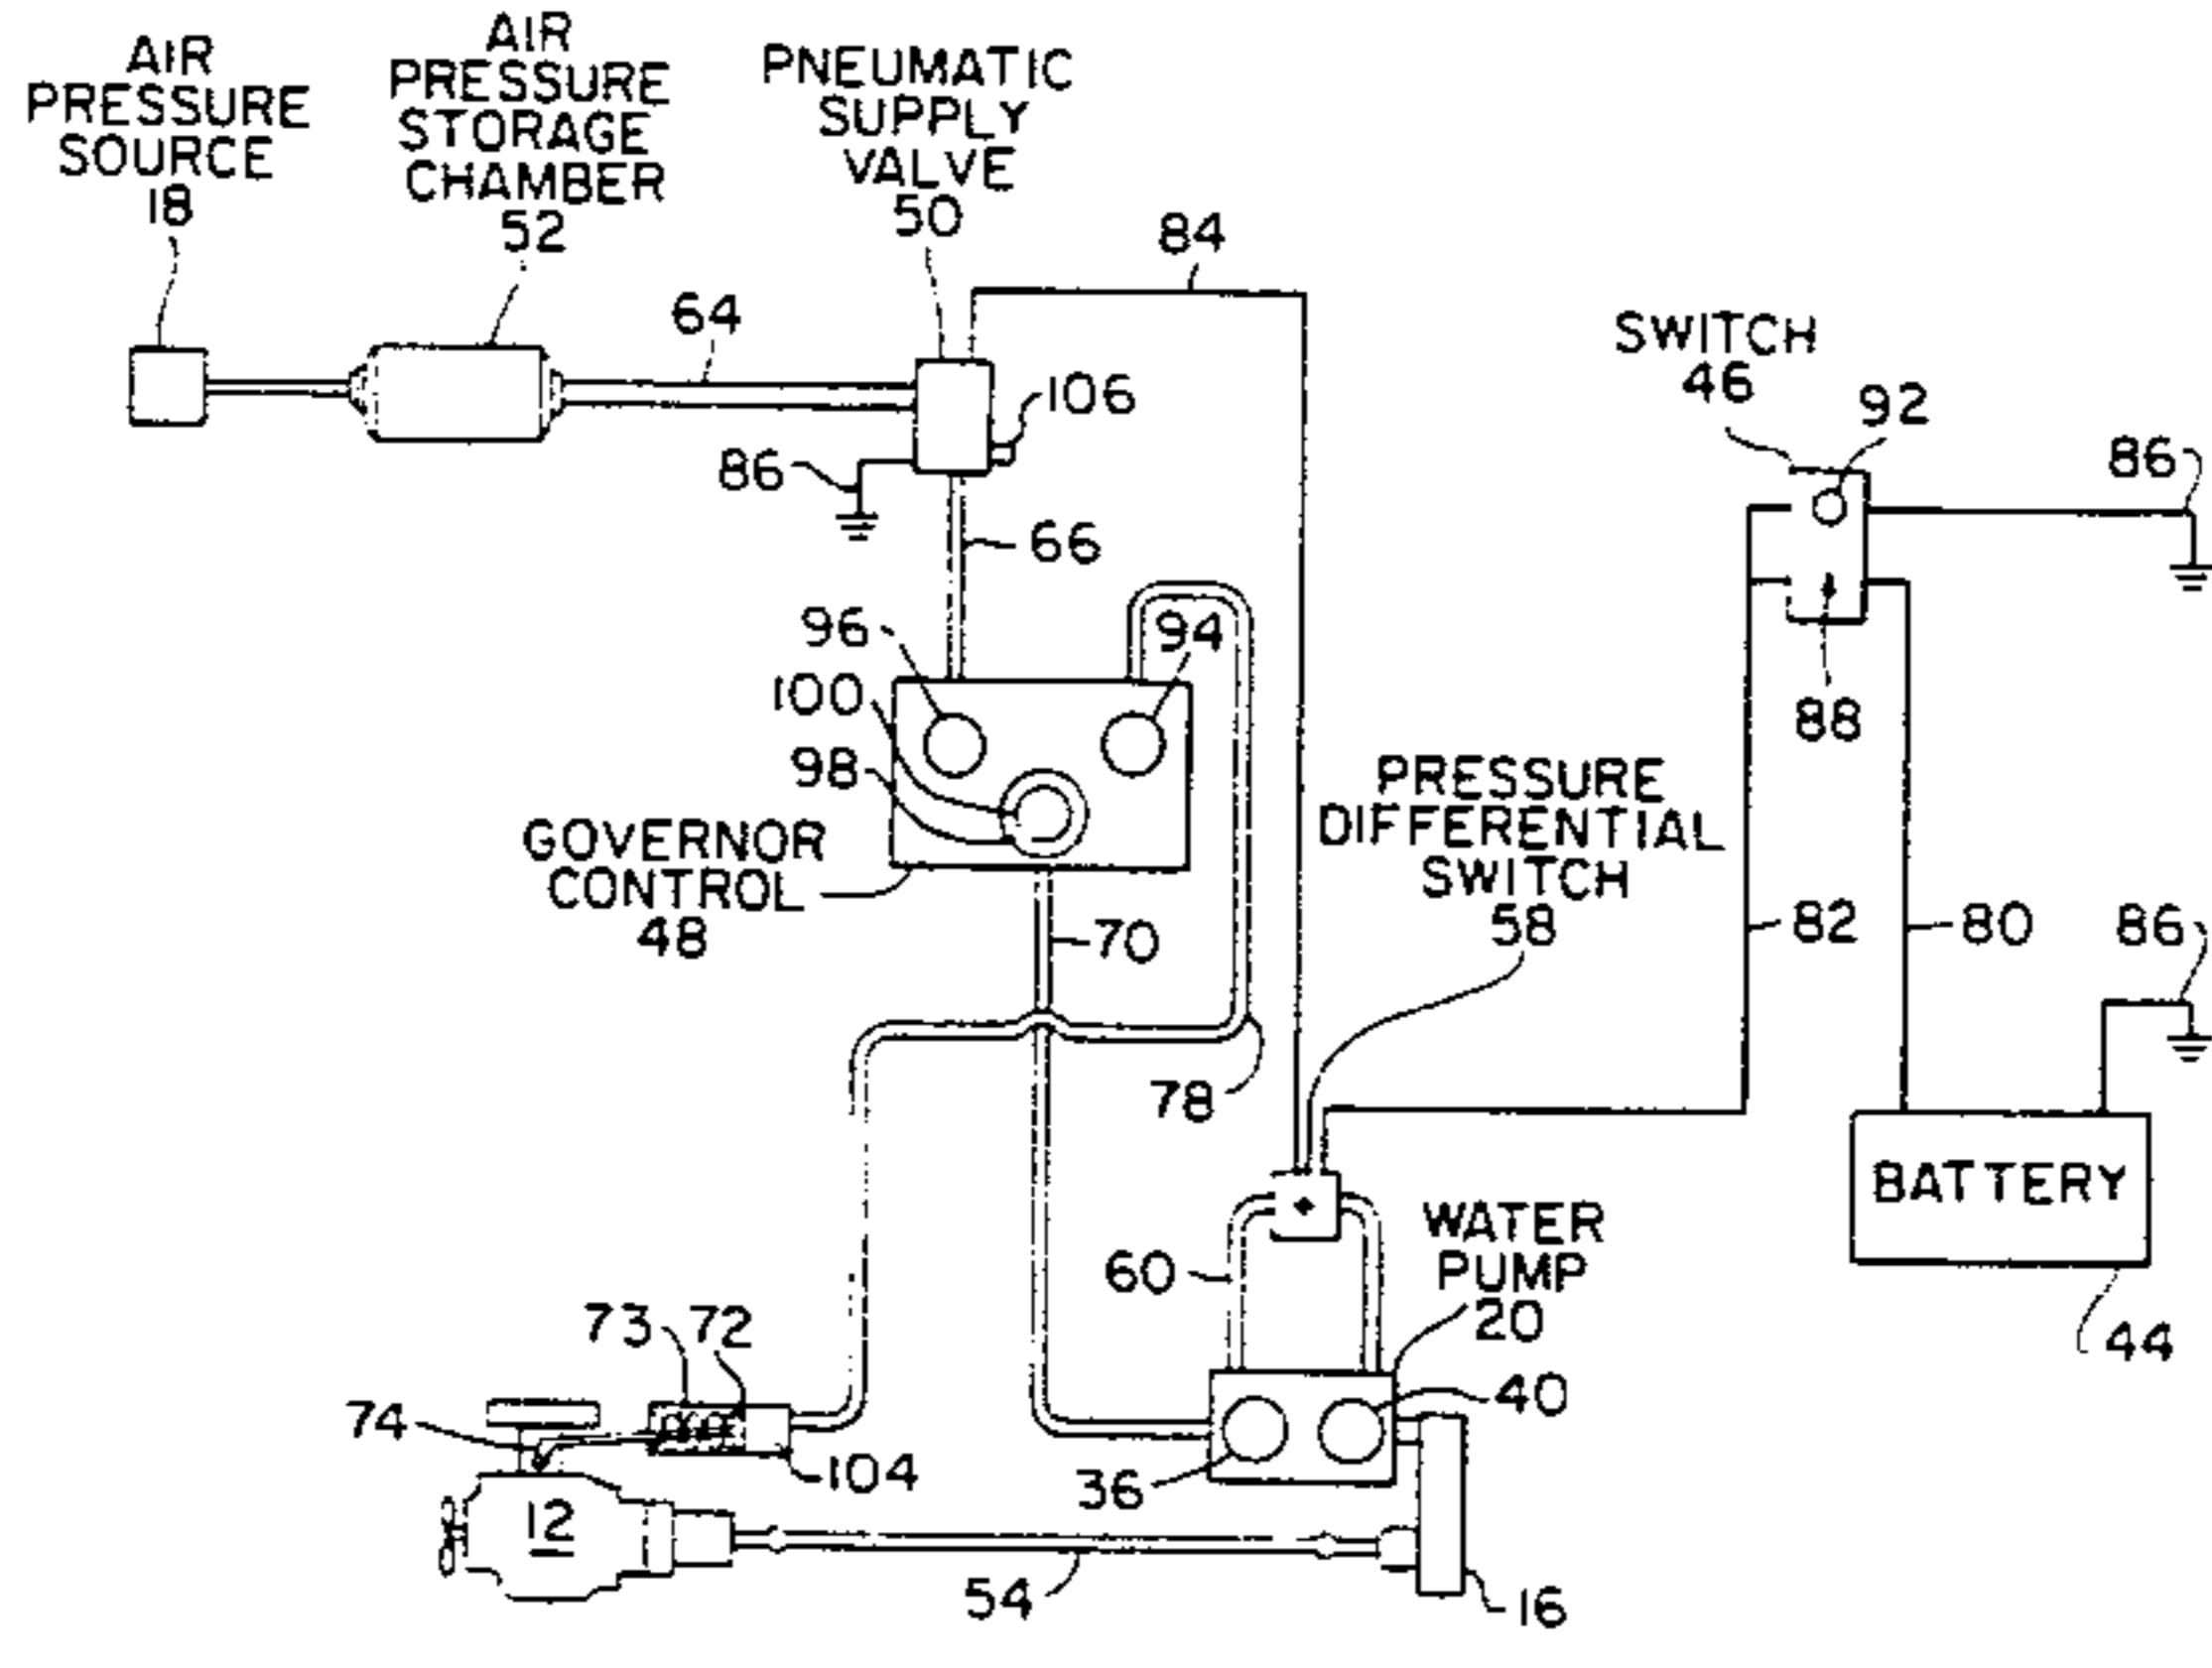 AIR
PRESSURE
SOURCE
18
AIR
PRESSURE
STORAGE
CHAMBER
52
PNEUMATIC
SUPPLY
VALVE
50
84
64
106
86
66
SWITCH
46
92
86
88
96
94
100
98
GOVERNOR
CONTROL
48
70
PRESSURE
DIFFERENTIAL
SWITCH
58
82
80
86
78
BATTERY
44
60
WATER
PUMP
20
40
36
73
72
74
104
12
54
16